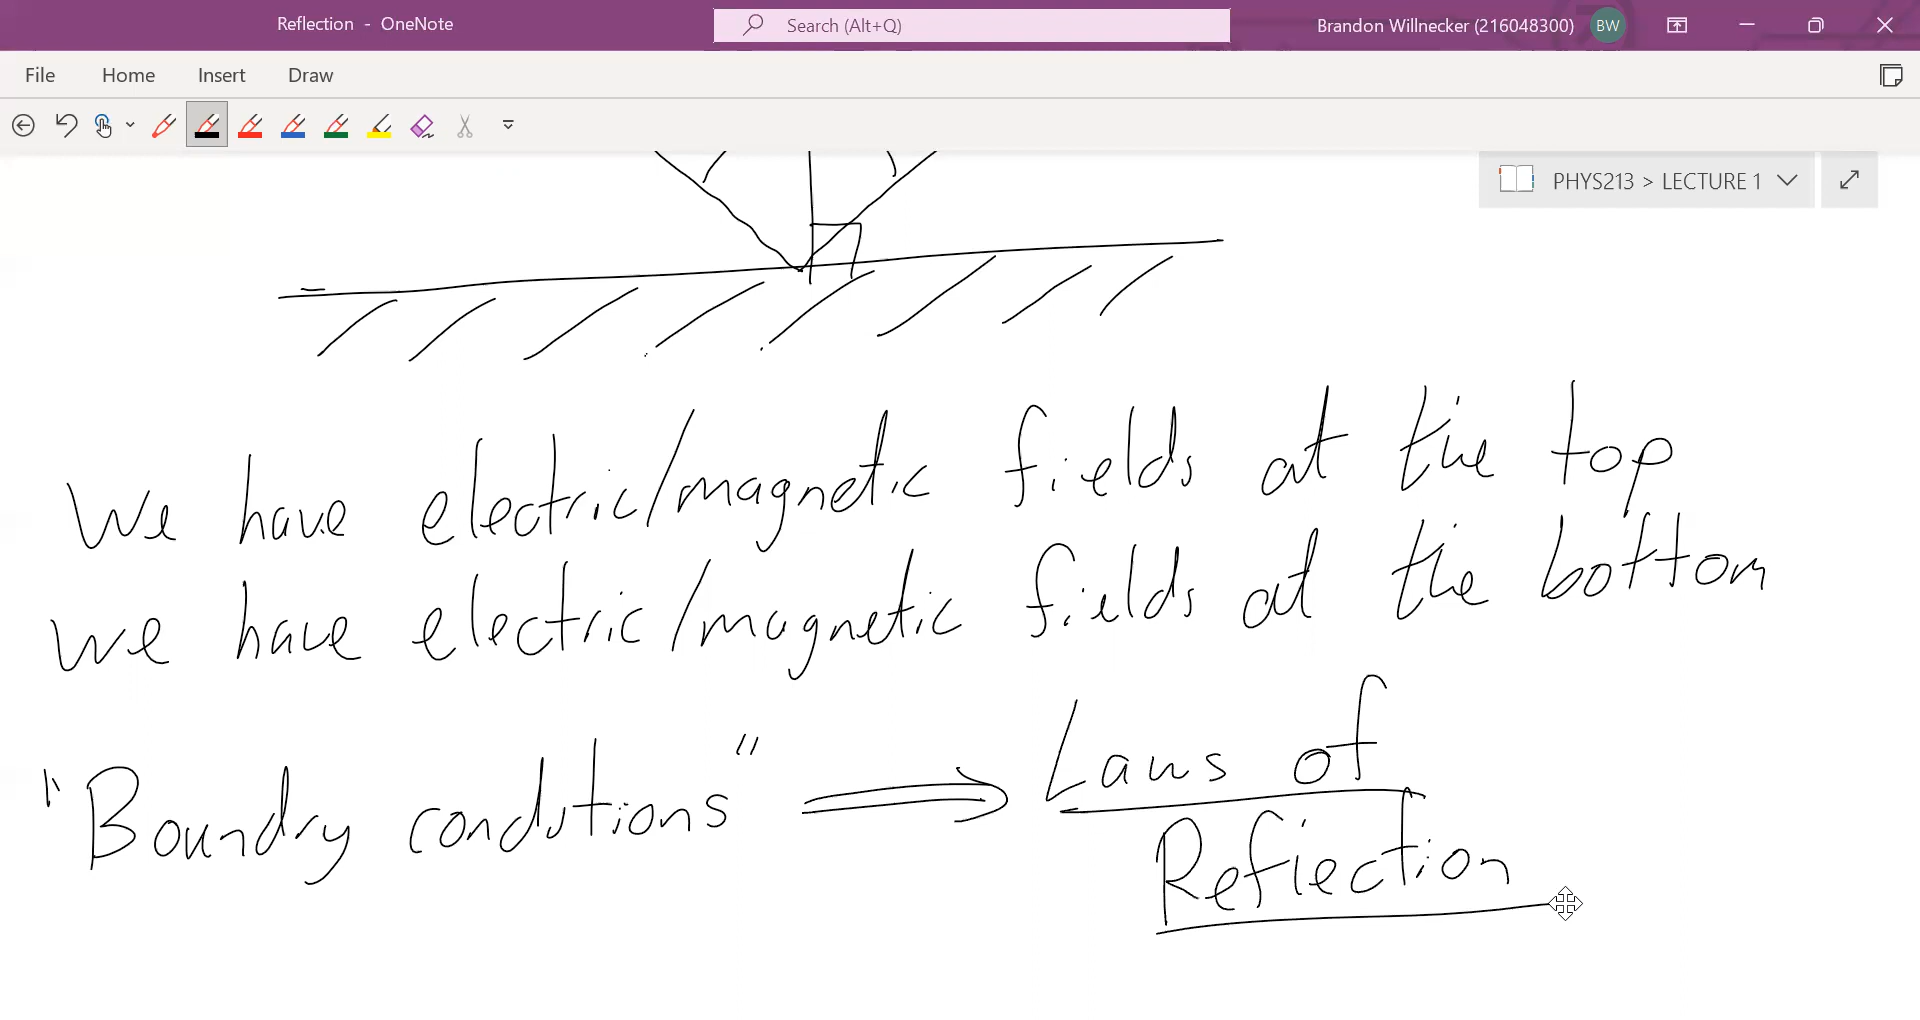 Reflection - OneNote
Search (Alt+Q)
Brandon Willnecker (216048300)
BW
File Home Insert Draw
PHYS213 > LECTURE 1
We have electric/magnetic fields at the top
we have electric/magnetic fields at the bottom
"Boundry conditions" ⟹ Laws of
Reflection